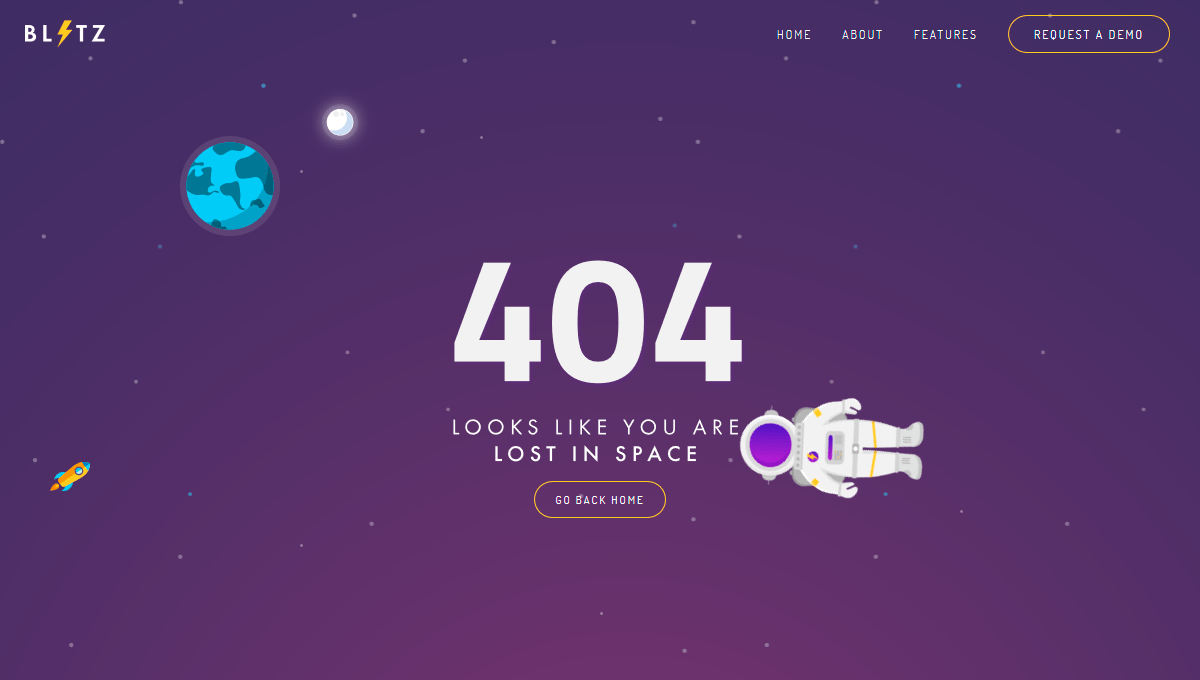 BLITZ
HOME ABOUT FEATURES REQUEST A DEMO
404
LOOKS LIKE YOU ARE
LOST IN SPACE
GO BACK HOME